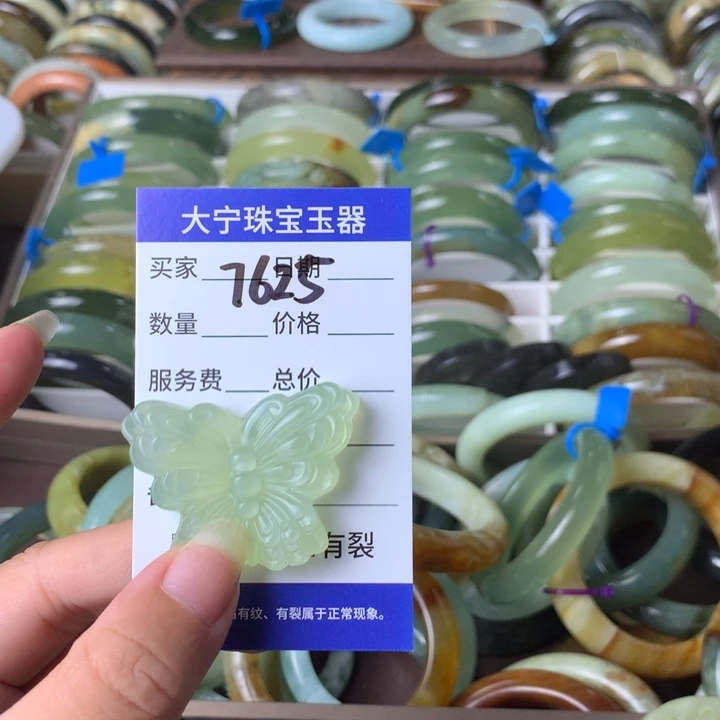 大宁珠宝玉器
买家 日期
7625
数量 价格
服务费 总价
有裂
有纹、有裂属于正常现象。